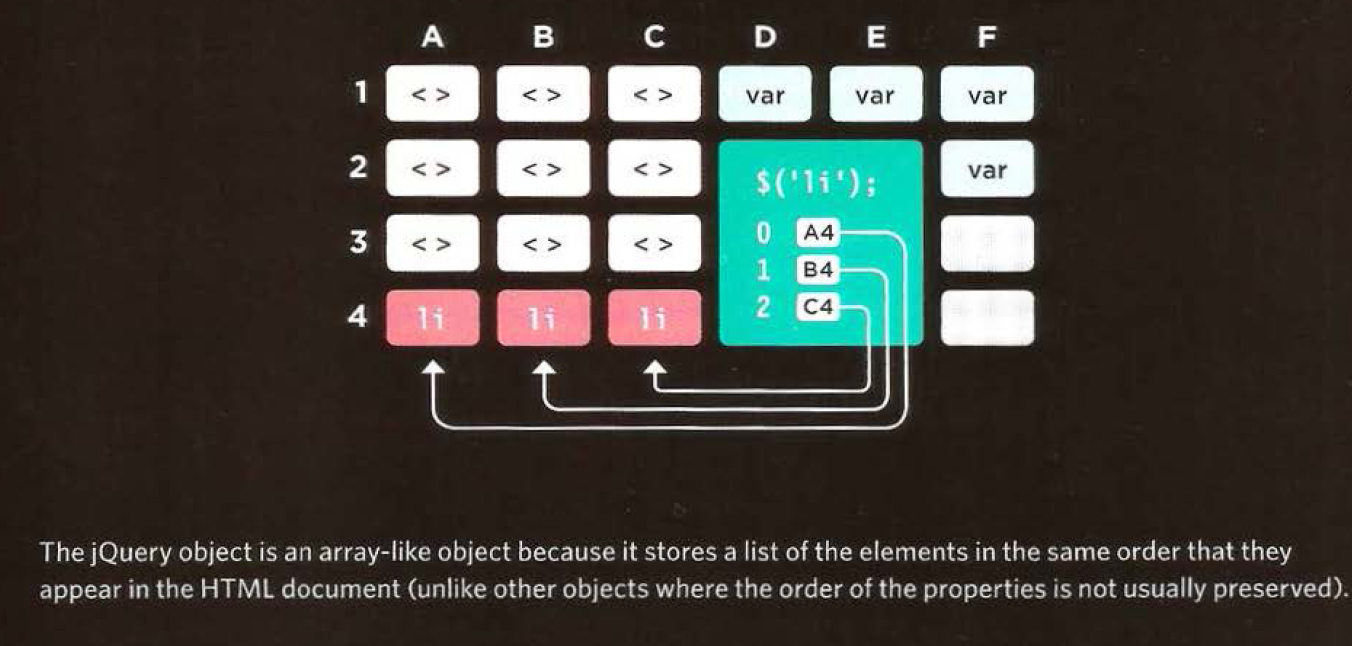 A B C D E F
1 <> <> <> var var var
2 <> <> <> $('li'); var
3 <> <> <> 0 A4
1 B4
4 li li li 2 C4
The jQuery object is an array-like object because it stores a list of the elements in the same order that they
appear in the HTML document (unlike other objects where the order of the properties is not usually preserved).